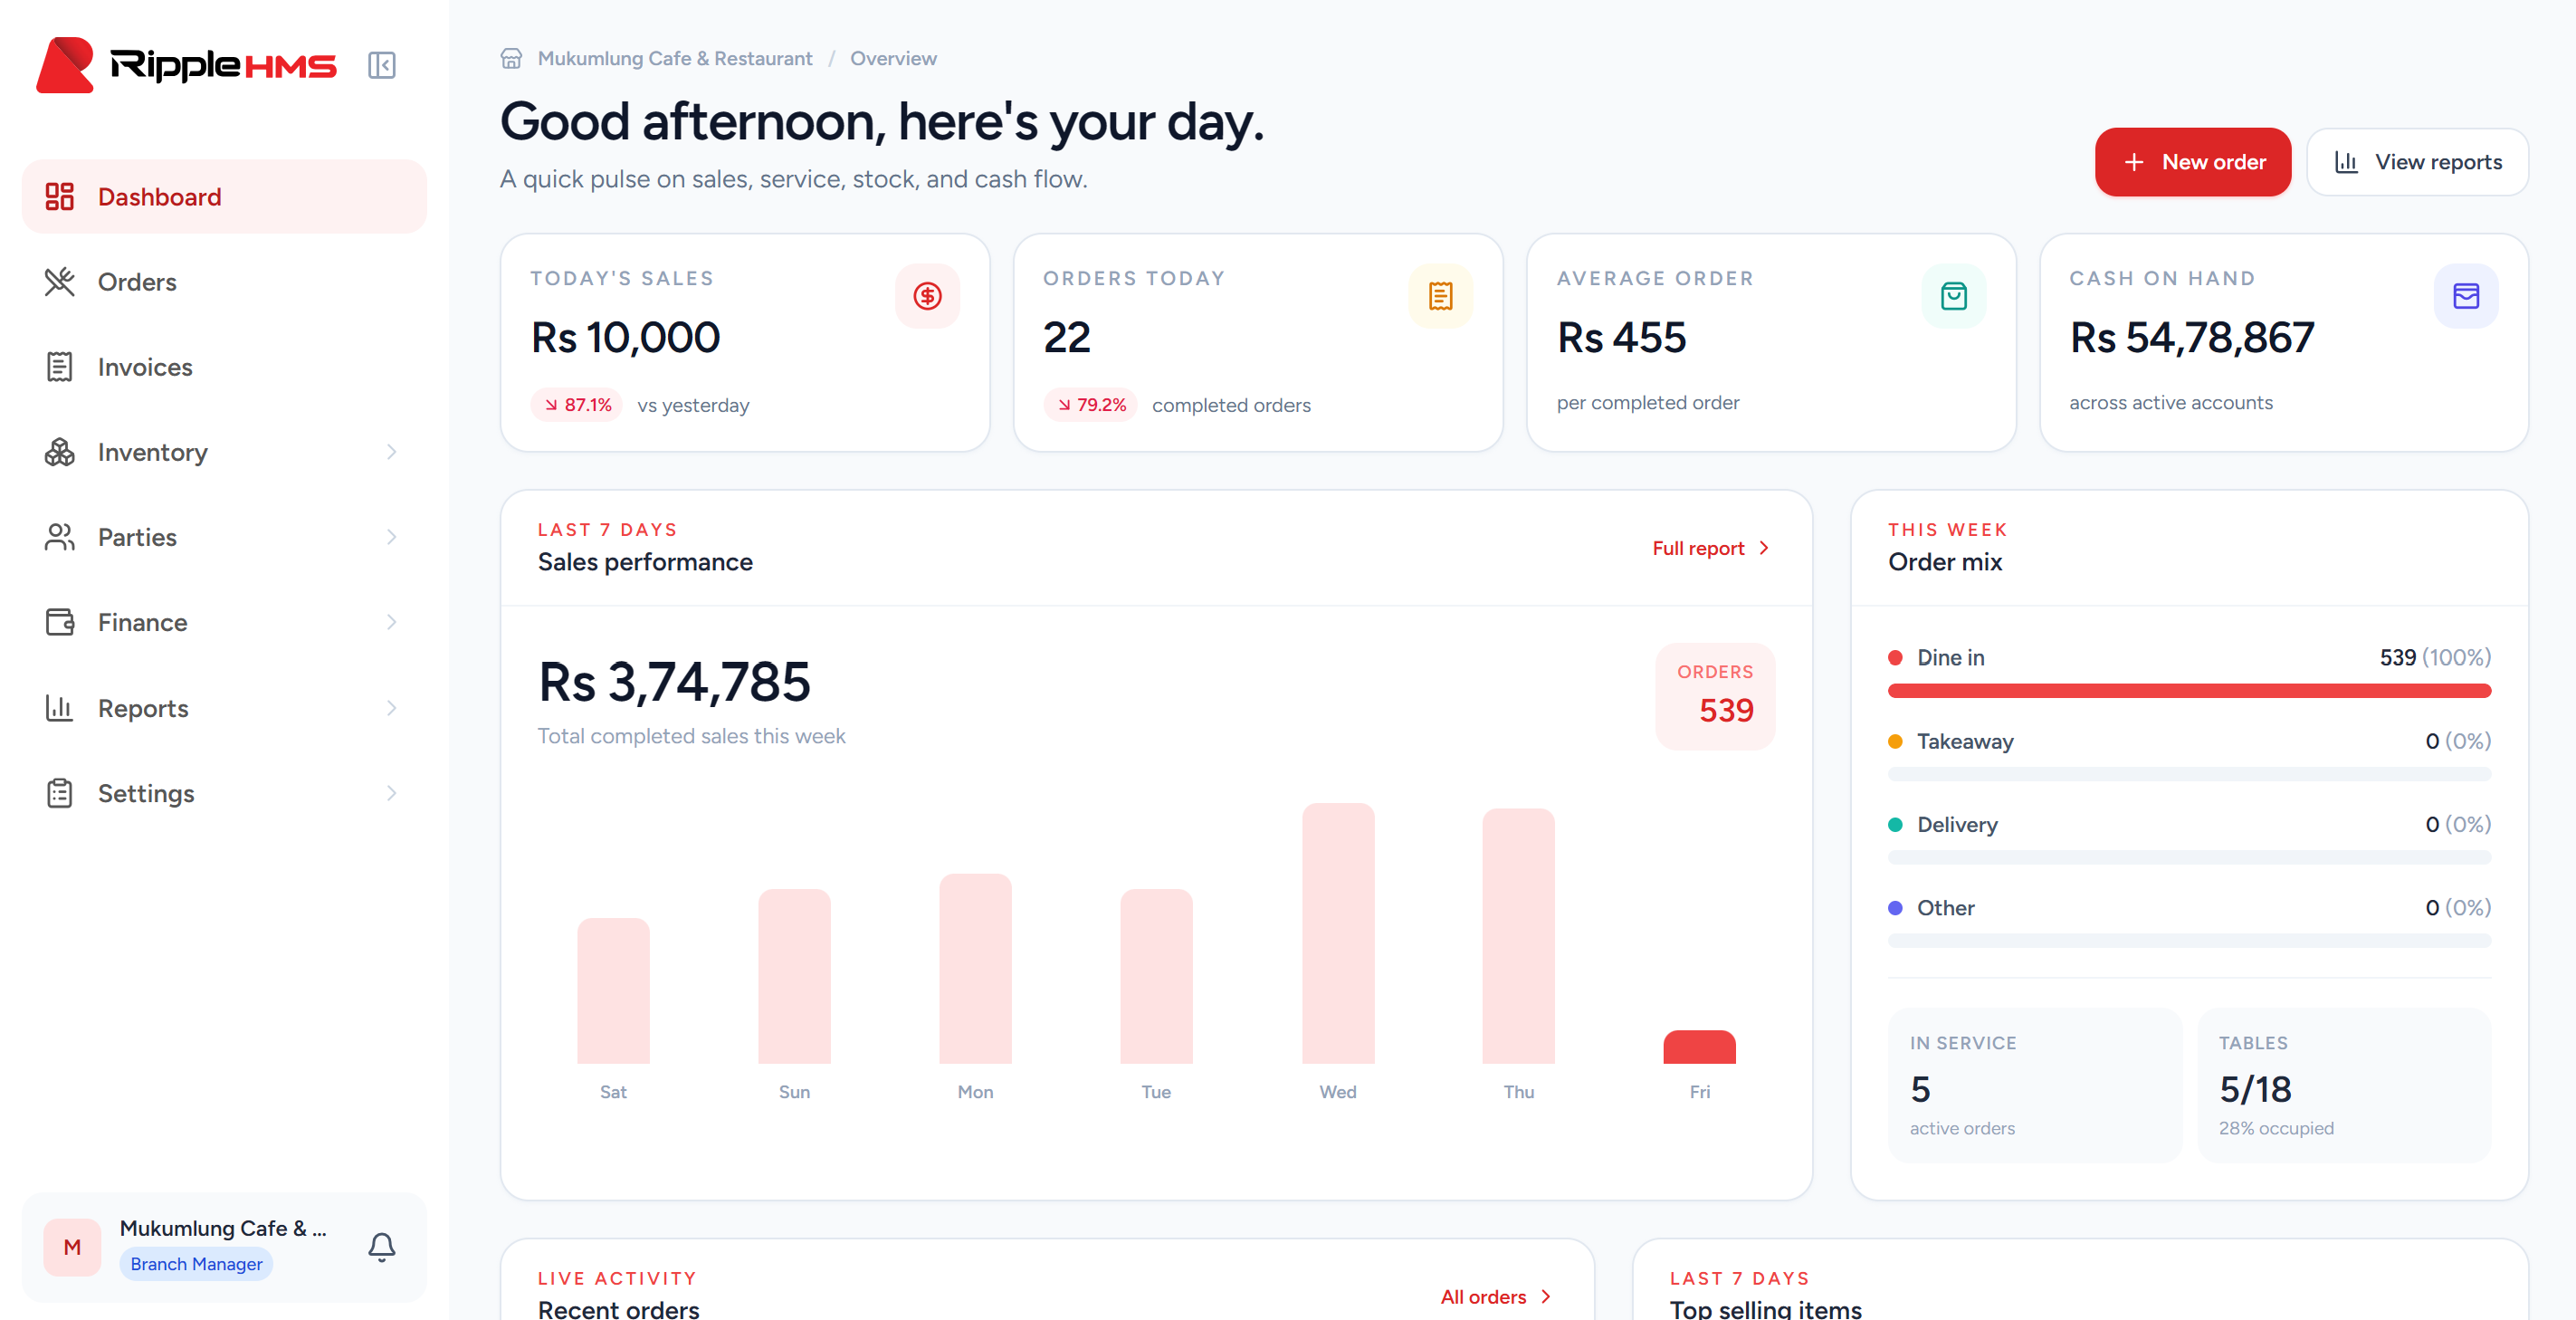 Ripple HMS
Dashboard
Orders
Invoices
Inventory
Parties
Finance
Reports
Settings
M
Mukumlung Cafe & ...
Branch Manager
Mukumlung Cafe & Restaurant / Overview
Good afternoon, here's your day.
A quick pulse on sales, service, stock, and cash flow.
New order
View reports
TODAY'S SALES
Rs 10,000
87.1% vs yesterday
ORDERS TODAY
22
79.2% completed orders
AVERAGE ORDER
Rs 455
per completed order
CASH ON HAND
Rs 54,78,867
across active accounts
LAST 7 DAYS
Sales performance
Full report
Rs 3,74,785
Total completed sales this week
ORDERS
539
Sat Sun Mon Tue Wed Thu Fri
THIS WEEK
Order mix
Dine in 539 (100%)
Takeaway 0 (0%)
Delivery 0 (0%)
Other 0 (0%)
IN SERVICE
5
active orders
TABLES
5/18
28% occupied
LIVE ACTIVITY
Recent orders
All orders
LAST 7 DAYS
Top selling items